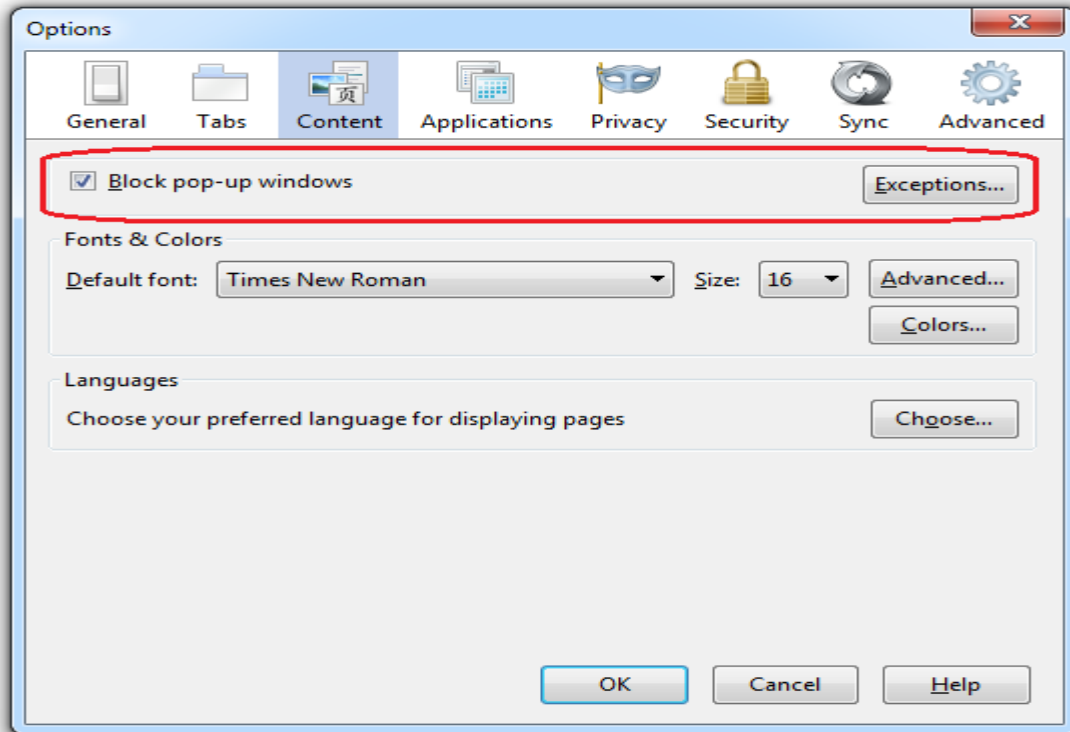 Options
General Tabs Content Applications Privacy Security Sync Advanced
页
Block pop-up windows Exceptions...
Fonts & Colors
Default font: Times New Roman Size: 16 Advanced...
Colors...
Languages
Choose your preferred language for displaying pages Choose...
OK Cancel Help